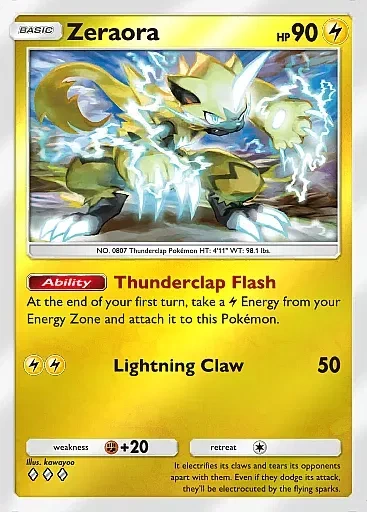 BASIC Zeraora HP 90
NO. 0807 Thunderclap Pokémon HT: 4'11" WT: 98.1 lbs.
Ability Thunderclap Flash
At the end of your first turn, take a Energy from your
Energy Zone and attach it to this Pokémon.
Lightning Claw 50
weakness +20 retreat
Illus. kawayoo
It electrifies its claws and tears its opponents
apart with them. Even if they dodge its attack,
they'll be electrocuted by the flying sparks.